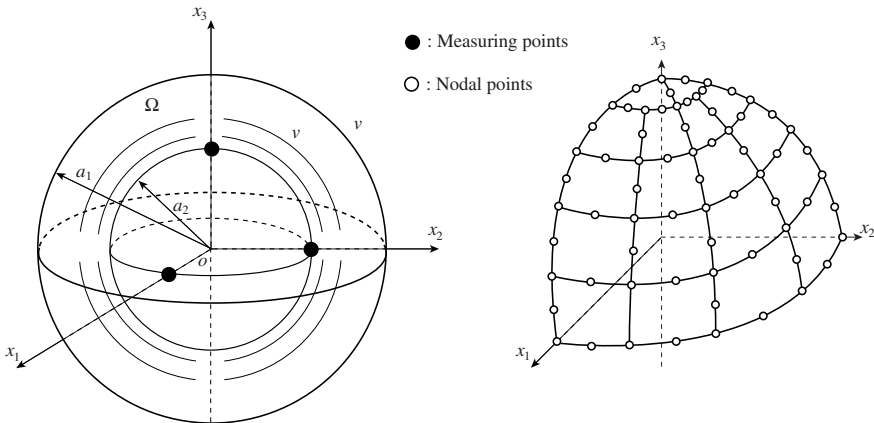 x3
● : Measuring points
○ : Nodal points
x3
Ω
v
v
a1
a2
x2
x2
o
x1
x1